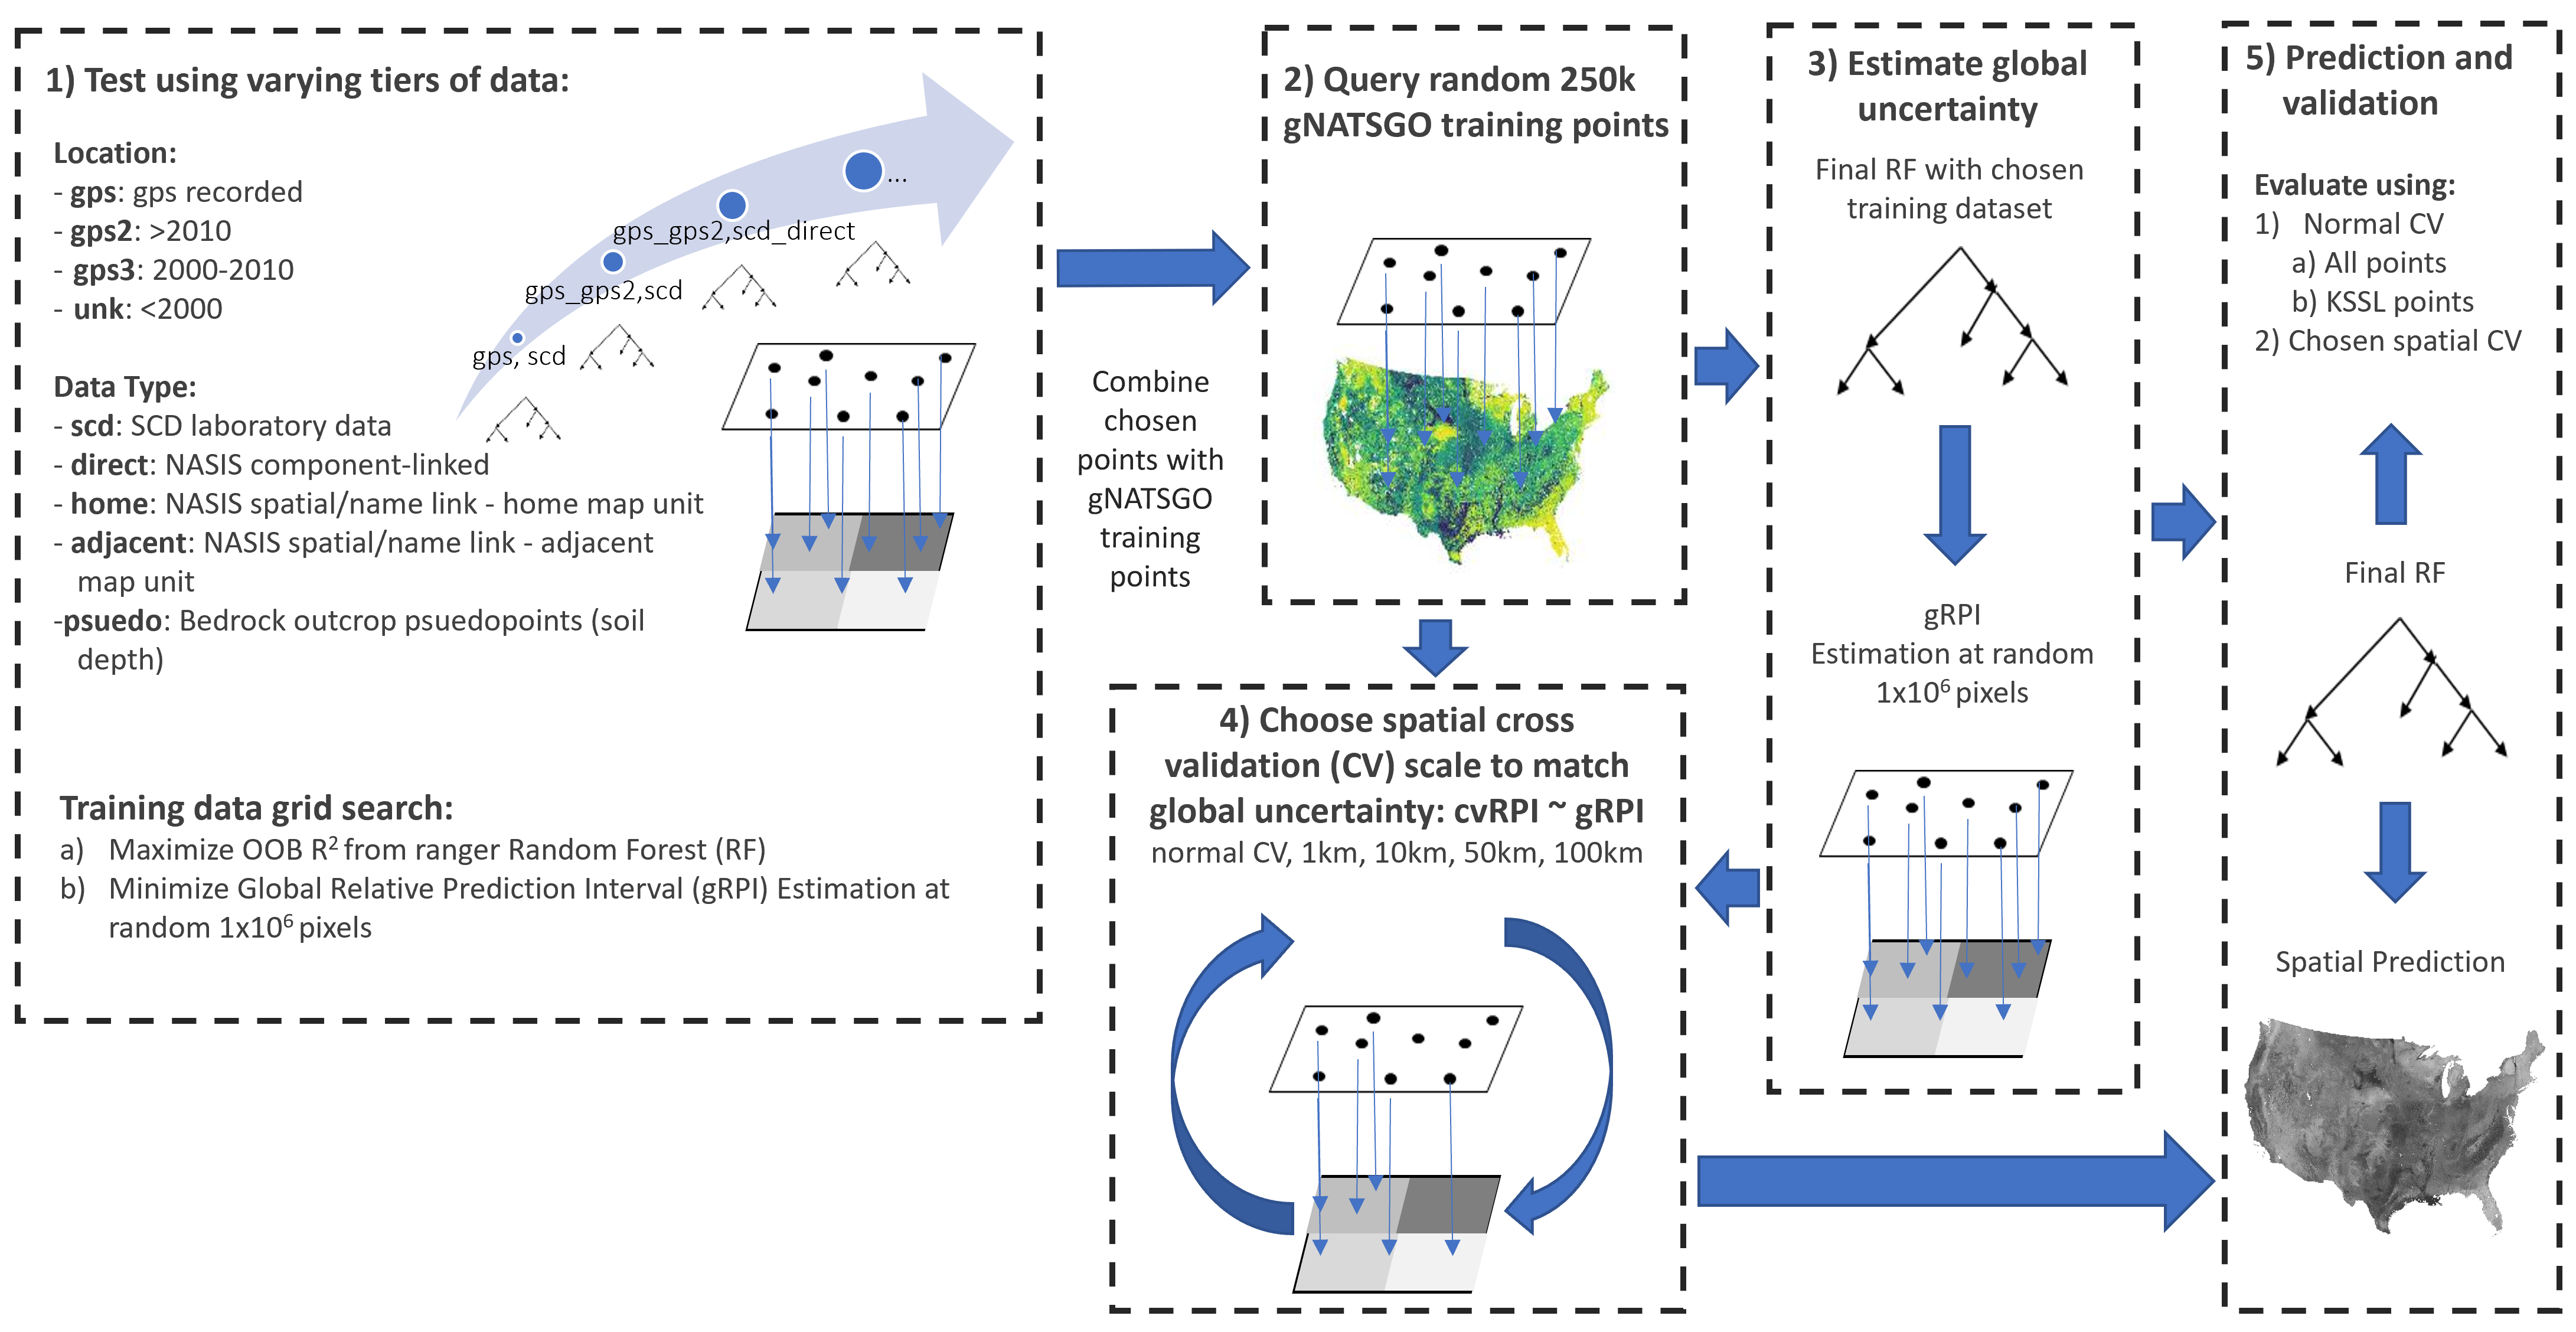 1) Test using varying tiers of data:
Location:
- gps: gps recorded
- gps2: >2010
- gps3: 2000-2010
- unk: <2000
Data Type:
- scd: SCD laboratory data
- direct: NASIS component-linked
- home: NASIS spatial/name link - home map unit
- adjacent: NASIS spatial/name link - adjacent
map unit
-psuedo: Bedrock outcrop psuedopoints (soil
depth)
gps, scd
gps_gps2,scd
gps_gps2,scd_direct
...
Training data grid search:
a) Maximize OOB R² from ranger Random Forest (RF)
b) Minimize Global Relative Prediction Interval (gRPI) Estimation at
random 1x10⁶ pixels
Combine
chosen
points with
gNATSGO
training
points
2) Query random 250k
gNATSGO training points
3) Estimate global
uncertainty
Final RF with chosen
training dataset
gRPI
Estimation at random
1x10⁶ pixels
4) Choose spatial cross
validation (CV) scale to match
global uncertainty: cvRPI ~ gRPI
normal CV, 1km, 10km, 50km, 100km
5) Prediction and
validation
Evaluate using:
1) Normal CV
a) All points
b) KSSL points
2) Chosen spatial CV
Final RF
Spatial Prediction